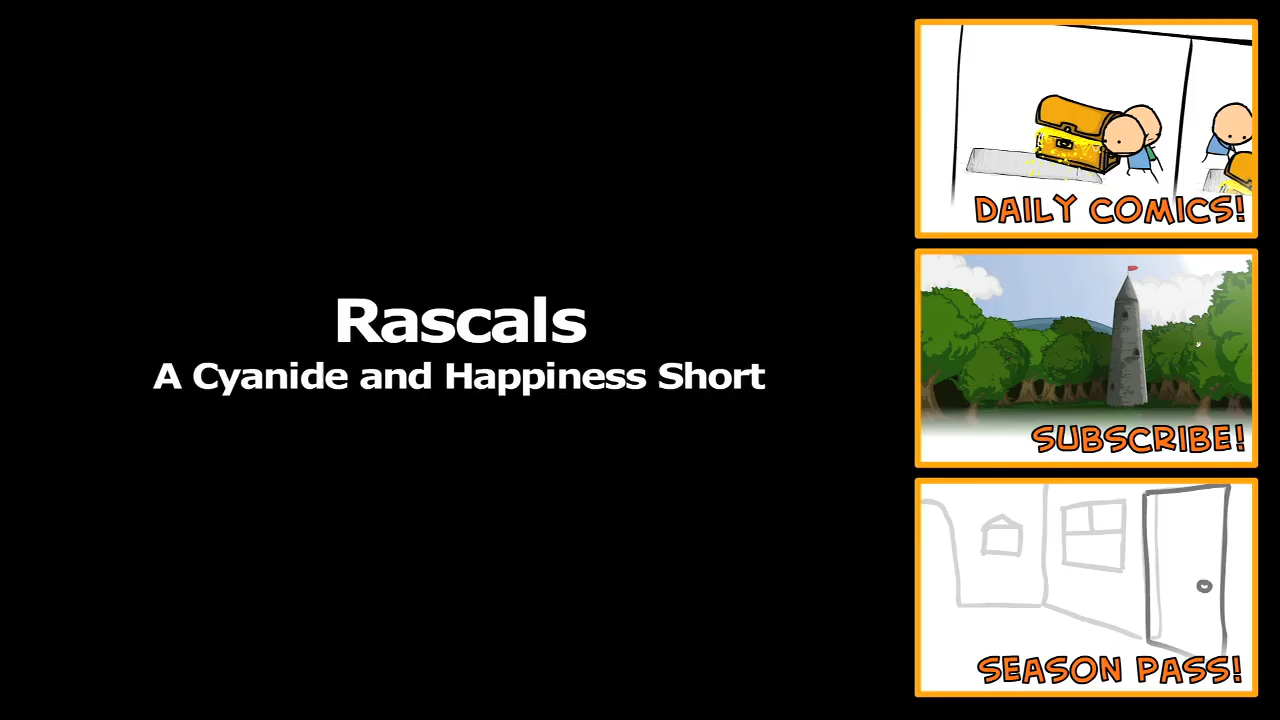 Rascals
A Cyanide and Happiness Short
DAILY COMICS!
SUBSCRIBE!
SEASON PASS!